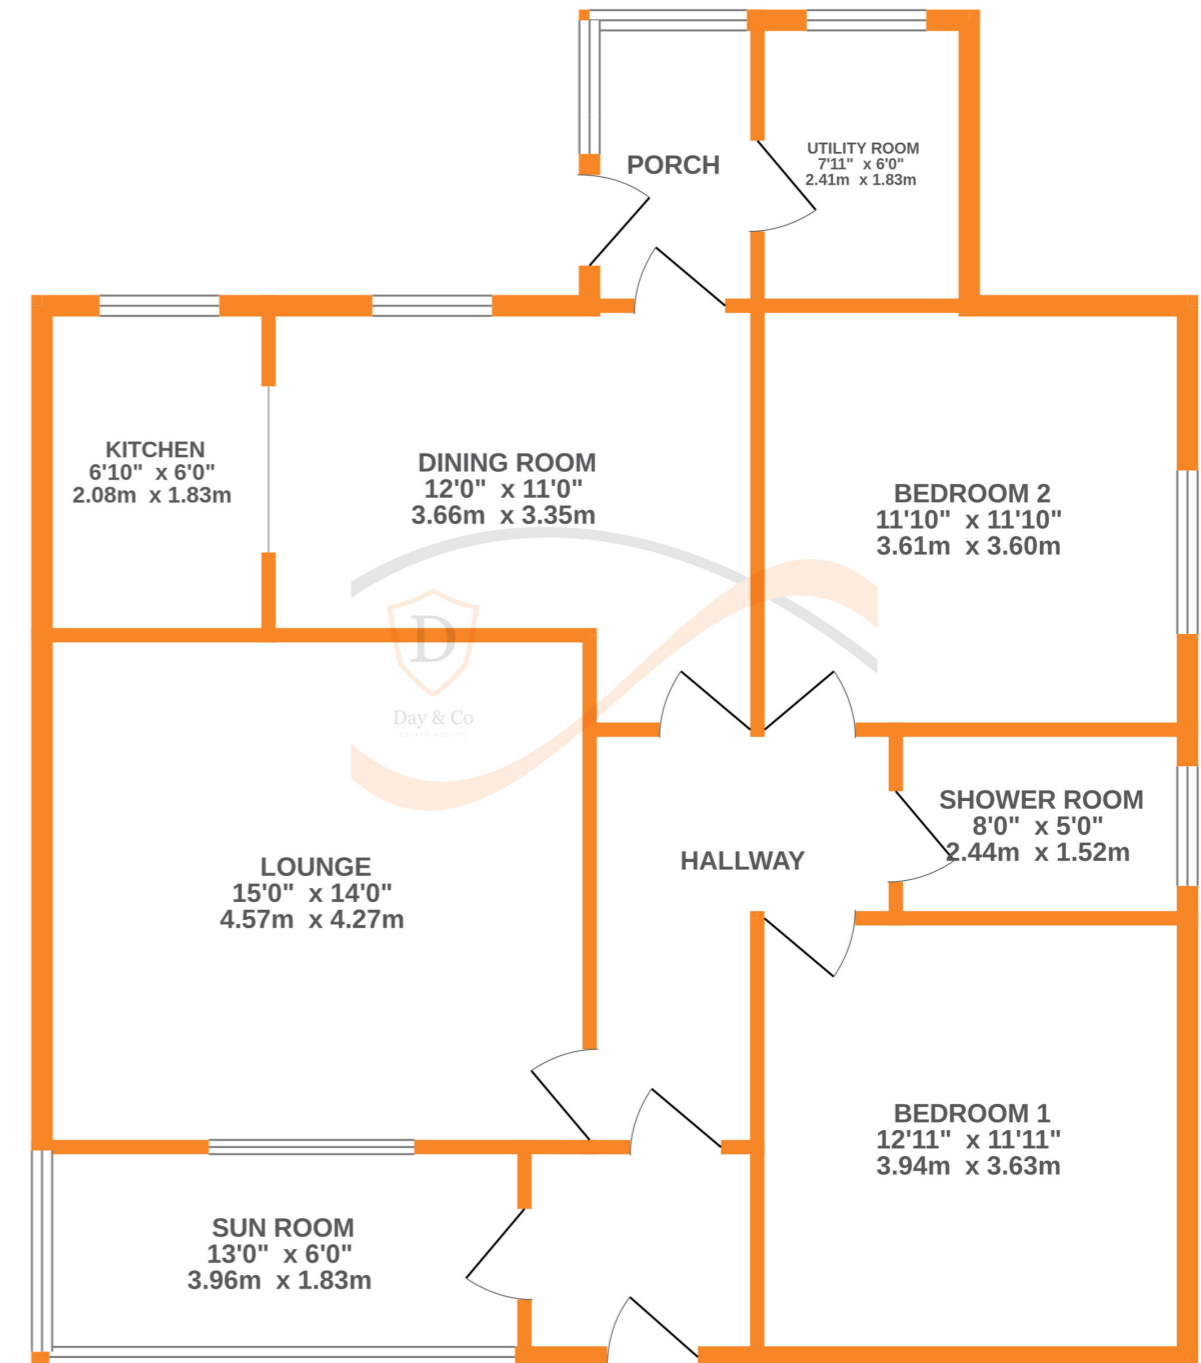 PORCH
UTILITY ROOM
7'11" x 6'0"
2.41m x 1.83m
KITCHEN
6'10" x 6'0"
2.08m x 1.83m
DINING ROOM
12'0" x 11'0"
3.66m x 3.35m
BEDROOM 2
11'10" x 11'10"
3.61m x 3.60m
D
Day & Co
ESTATE AGENTS
LOUNGE
15'0" x 14'0"
4.57m x 4.27m
HALLWAY
SHOWER ROOM
8'0" x 5'0"
2.44m x 1.52m
BEDROOM 1
12'11" x 11'11"
3.94m x 3.63m
SUN ROOM
13'0" x 6'0"
3.96m x 1.83m